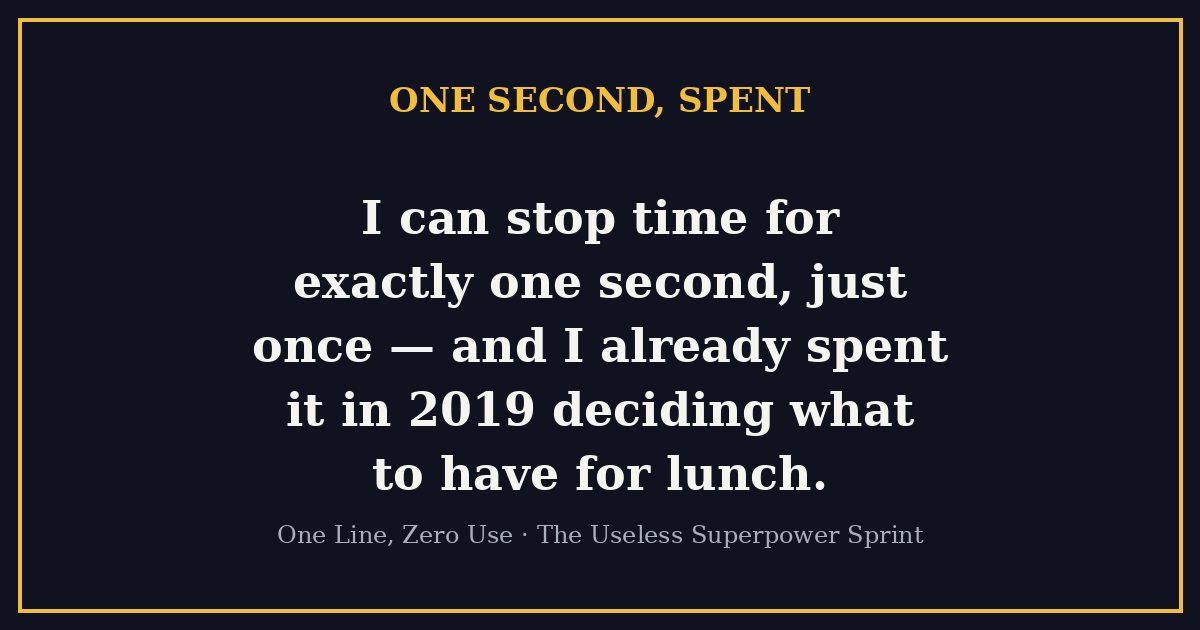 ONE SECOND, SPENT
I can stop time for
exactly one second, just
once — and I already spent
it in 2019 deciding what
to have for lunch.
One Line, Zero Use · The Useless Superpower Sprint